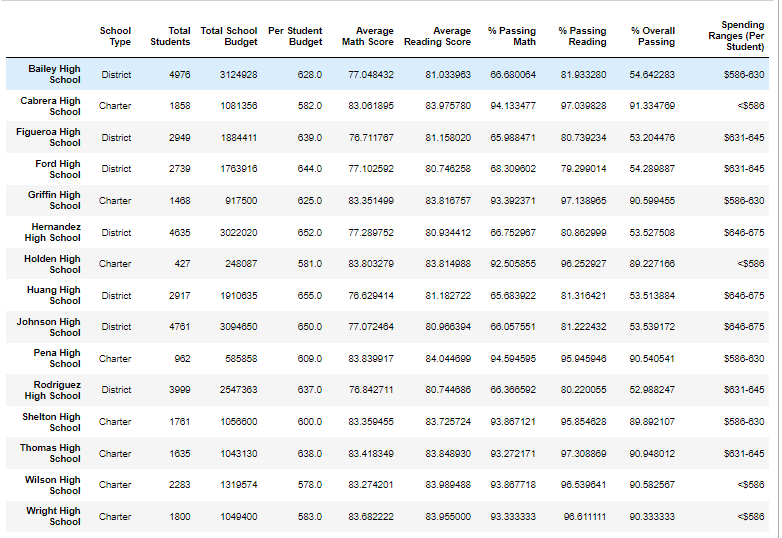 School Type Total Students Total School Budget Per Student Budget Average Math Score Average Reading Score % Passing Math % Passing Reading % Overall Passing Spending Ranges (Per Student)
Bailey High School District 4976 3124928 628.0 77.048432 81.033963 66.680064 81.933280 54.642283 $586-630
Cabrera High School Charter 1858 1081356 582.0 83.061895 83.975780 94.133477 97.039828 91.334769 <$586
Figueroa High School District 2949 1884411 639.0 76.711767 81.158020 65.988471 80.739234 53.204476 $631-645
Ford High School District 2739 1763916 644.0 77.102592 80.746258 68.309602 79.299014 54.289887 $631-645
Griffin High School Charter 1468 917500 625.0 83.351499 83.816757 93.392371 97.138965 90.599455 $586-630
Hernandez High School District 4635 3022020 652.0 77.289752 80.934412 66.752967 80.862999 53.527508 $646-675
Holden High School Charter 427 248087 581.0 83.803279 83.814988 92.505855 96.252927 89.227166 <$586
Huang High School District 2917 1910635 655.0 76.629414 81.182722 65.683922 81.316421 53.513884 $646-675
Johnson High School District 4761 3094650 650.0 77.072464 80.966394 66.057551 81.222432 53.539172 $646-675
Pena High School Charter 962 585858 609.0 83.839917 84.044699 94.594595 95.945946 90.540541 $586-630
Rodriguez High School District 3999 2547363 637.0 76.842711 80.744686 66.366592 80.220055 52.988247 $631-645
Shelton High School Charter 1761 1056600 600.0 83.359455 83.725724 93.867121 95.854628 89.892107 $586-630
Thomas High School Charter 1635 1043130 638.0 83.418349 83.848930 93.272171 97.308869 90.948012 $631-645
Wilson High School Charter 2283 1319574 578.0 83.274201 83.989488 93.867718 96.539641 90.582567 <$586
Wright High School Charter 1800 1049400 583.0 83.682222 83.955000 93.333333 96.611111 90.333333 <$586